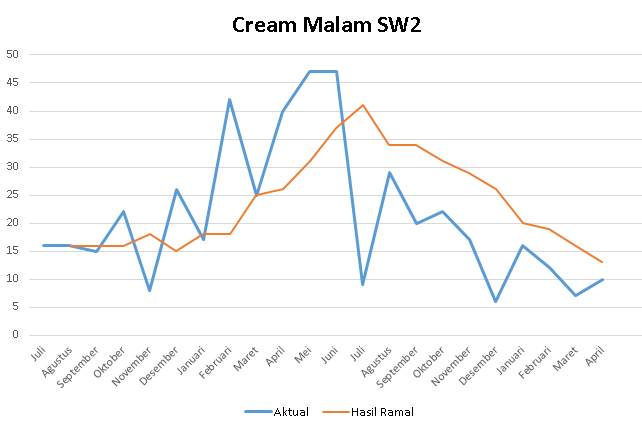 Cream Malam SW2
50
45
40
35
30
25
20
15
10
5
0
Juli
Agustus
September
Oktober
November
Desember
Januari
Februari
Maret
April
Mei
Juni
Juli
Agustus
September
Oktober
November
Desember
Januari
Februari
Maret
April
Aktual Hasil Ramal